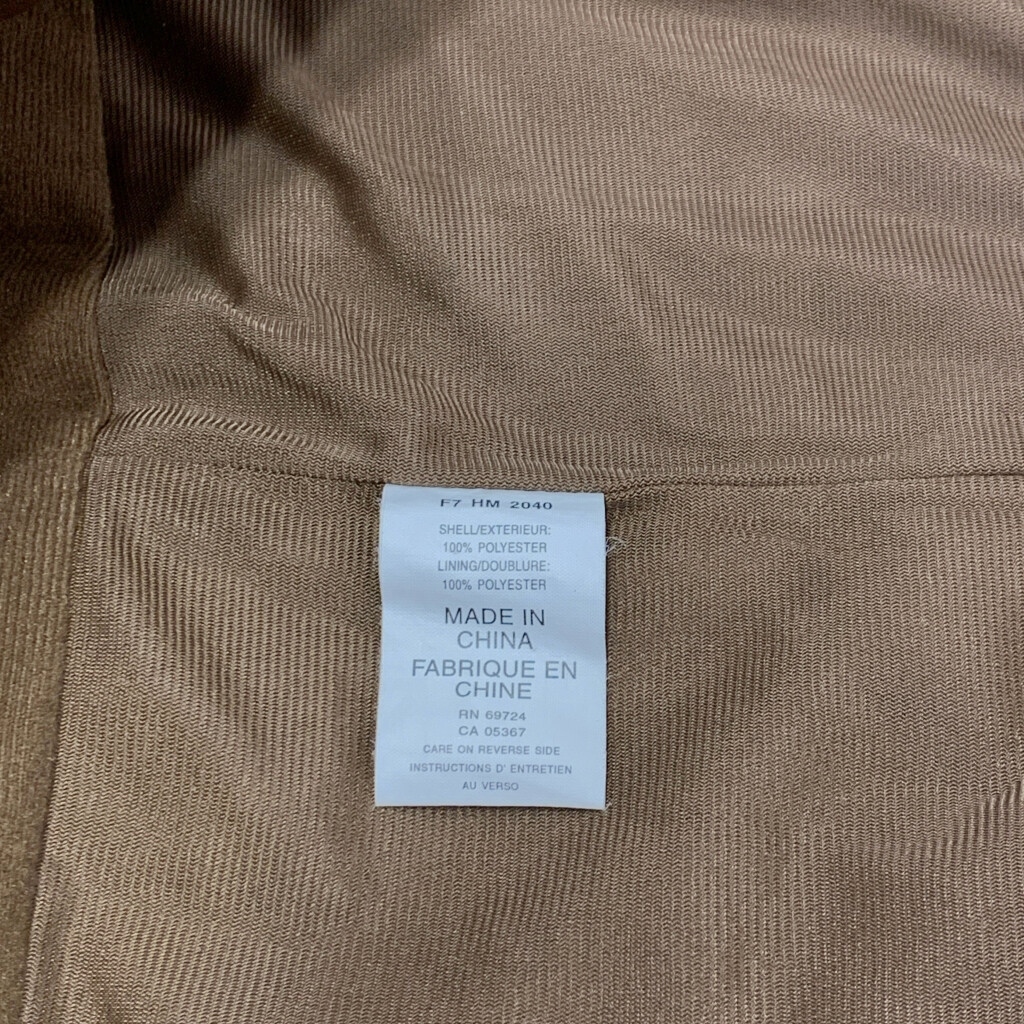 F7 HM 2040
SHELL/EXTERIEUR:
100% POLYESTER
LINING/DOUBLURE:
100% POLYESTER
MADE IN
CHINA
FABRIQUE EN
CHINE
RN 69724
CA 05367
CARE ON REVERSE SIDE
INSTRUCTIONS D' ENTRETIEN
AU VERSO